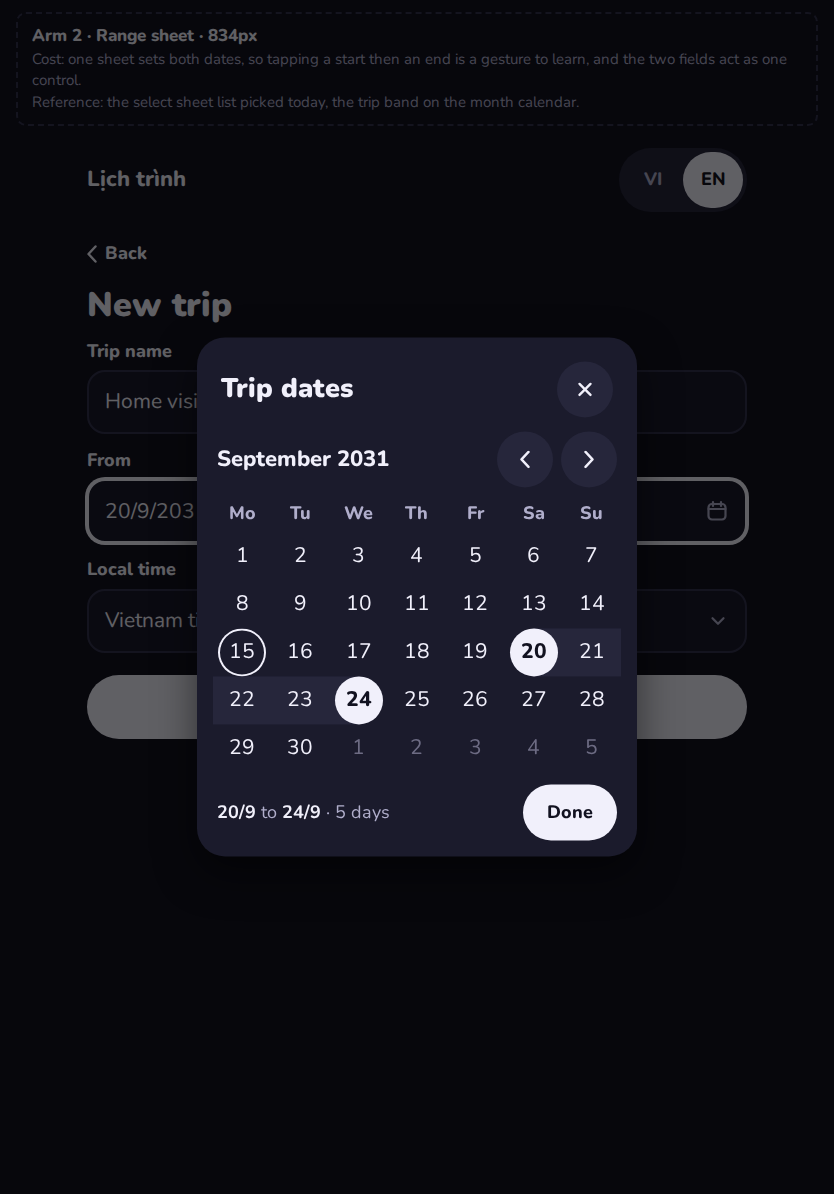 Arm 2 · Range sheet · 834px
Cost: one sheet sets both dates, so tapping a start then an end is a gesture to learn, and the two fields act as one
control.
Reference: the select sheet list picked today, the trip band on the month calendar.
Lịch trình
VI EN
Back
New trip
Trip name
Home visi
Trip dates
September 2031
From
20/9/203
Mo Tu We Th Fr Sa Su
1 2 3 4 5 6 7
8 9 10 11 12 13 14
Local time
Vietnam t
15 16 17 18 19 20 21
22 23 24 25 26 27 28
29 30 1 2 3 4 5
20/9 to 24/9 · 5 days
Done